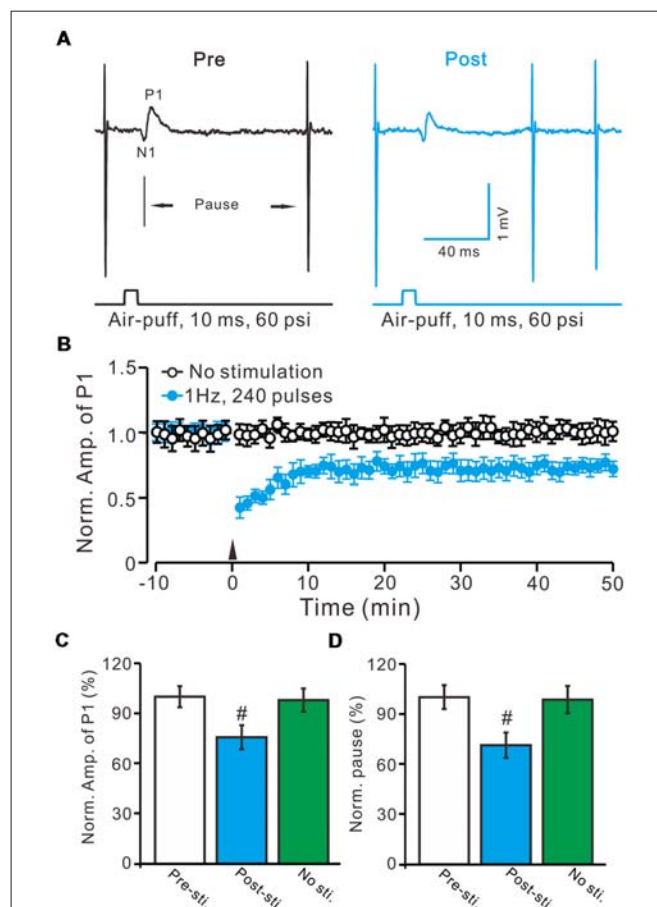 A
Pre
Post
P1
N1
Pause
40 ms
1 mV
Air-puff, 10 ms, 60 psi
Air-puff, 10 ms, 60 psi
B
Norm. Amp. of P1
1.5
1.0
0.5
0
No stimulation
1Hz, 240 pulses
-10 0 10 20 30 40 50
Time (min)
C
Norm. Amp. of P1 (%)
120
90
60
30
0
#
Pre-sti. Post-sti. No sti.
D
Norm. pause (%)
120
90
60
30
0
#
Pre-sti. Post-sti. No sti.